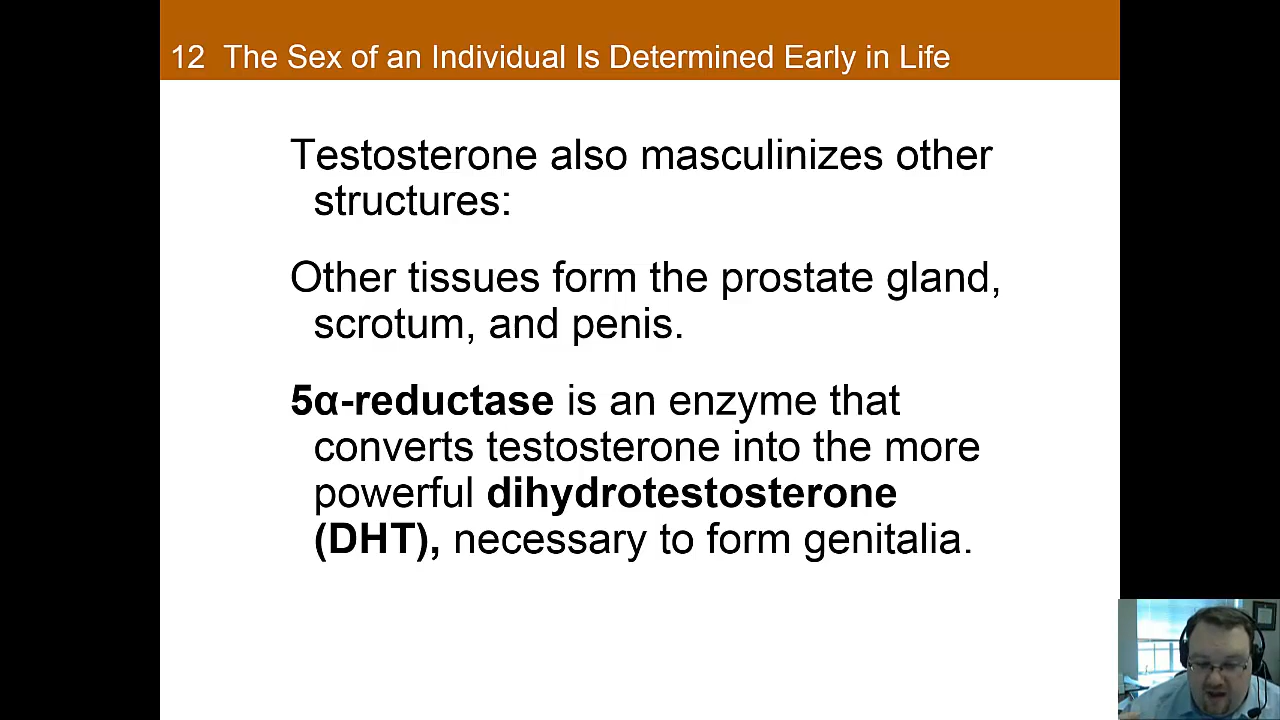 12 The Sex of an Individual Is Determined Early in Life
Testosterone also masculinizes other
structures:
Other tissues form the prostate gland,
scrotum, and penis.
5α-reductase is an enzyme that
converts testosterone into the more
powerful dihydrotestosterone
(DHT), necessary to form genitalia.